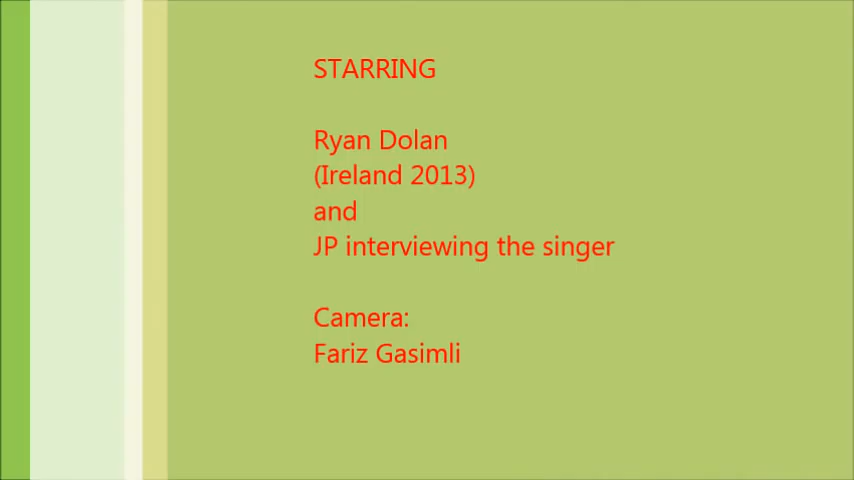 STARRING
Ryan Dolan
(Ireland 2013)
and
JP interviewing the singer
Camera:
Fariz Gasimli